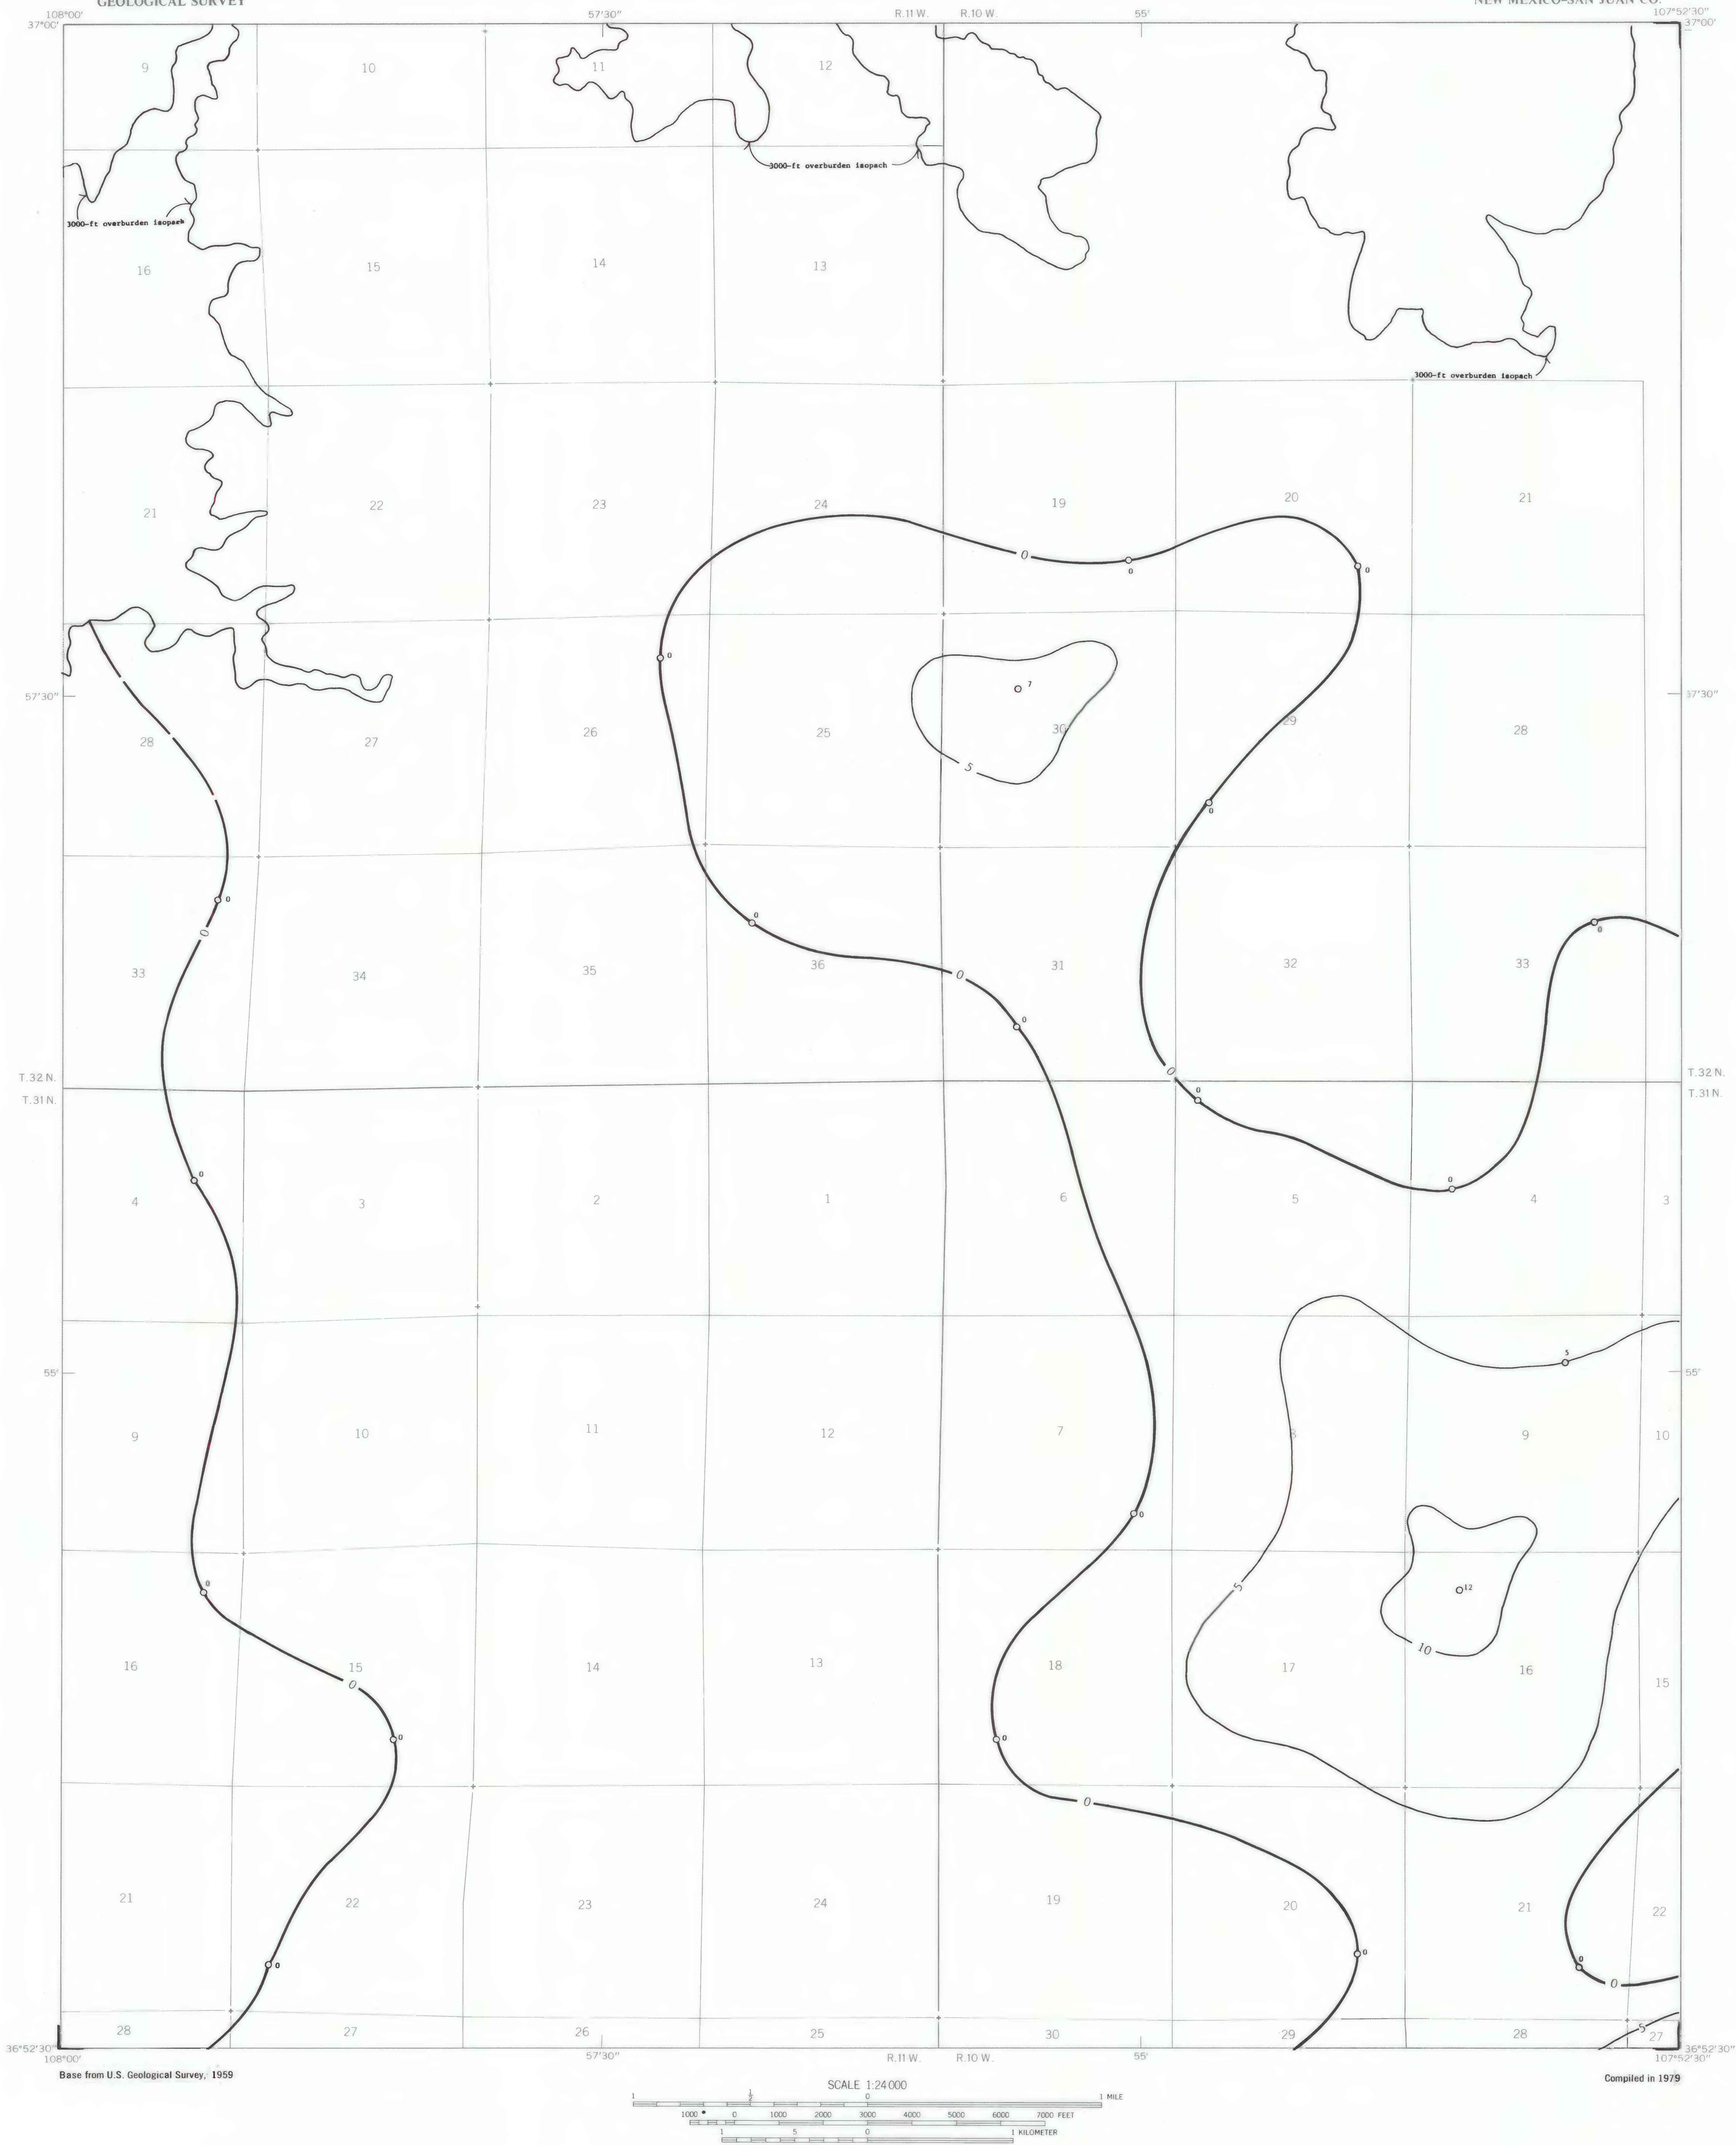 GEOLOGICAL SURVEY
NEW MEXICO-SAN JUAN CO.
108°00' 57'30" R.11 W. R.10 W. 55' 107°52'30"
37°00' 37°00'
9 10 11 12
3000-ft overburden isopach
3000-ft overburden isopach
16 15 14 13
3000-ft overburden isopach
21 22 23 24 19 20 21
0 0 0
0 7
57'30" 57'30"
28 27 26 25 30 29 28
5
0
0 0 0
0
33 34 35 36 31 32 33
0 0
T.32 N. 0 T.32 N.
T.31 N. 0 T.31 N.
0 0
4 3 2 1 6 5 4 3
5
55' 55'
9 10 11 12 7 8 9 10
0
0 5 12
10
16 15 14 13 18 17 16 15
0
0 0
0
21 22 23 24 19 20 21 22
0
0 0 0
5
28 27 26 25 30 29 28 27
36°52'30" 36°52'30"
108°00' 57'30" R.11 W. R.10 W. 55' 107°52'30"
Base from U.S. Geological Survey, 1959
Compiled in 1979
SCALE 1:24 000
1 ½ 0 1 MILE
1000 0 1000 2000 3000 4000 5000 6000 7000 FEET
1 5 0 1 KILOMETER